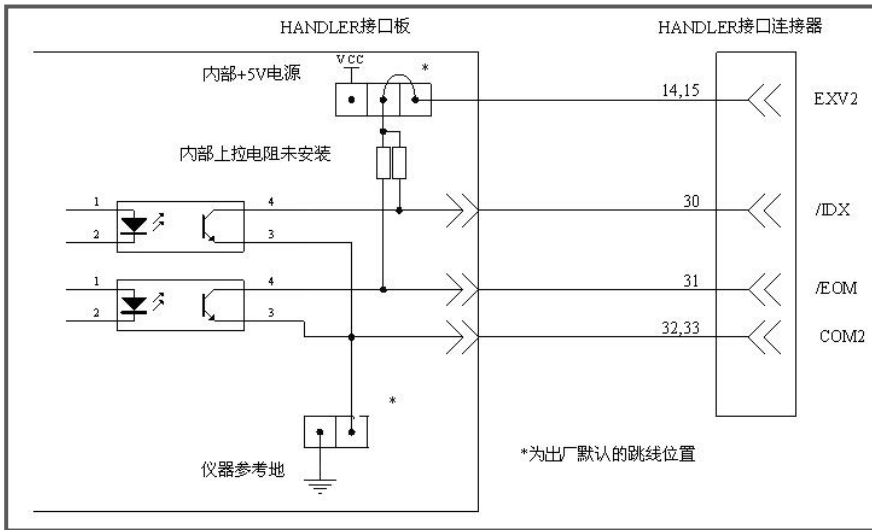 HANDLER接口板
HANDLER接口连接器
VCC
*
内部+5V电源
14,15
EXV2
内部上拉电阻未安装
1
4
30
/IDX
2
3
1
4
31
/EOM
2
3
32,33
COM2
*
*为出厂默认的跳线位置
仪器参考地